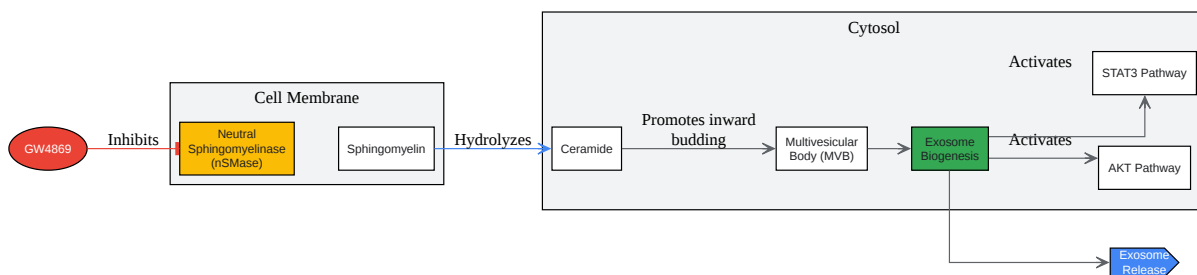 Cytosol
Activates
STAT3 Pathway
Cell Membrane
GW4869
Inhibits
Neutral
Sphingomyelinase
(nSMase)
Sphingomyelin
Hydrolyzes
Ceramide
Promotes inward
budding
Multivesicular
Body (MVB)
Exosome
Biogenesis
Activates
AKT Pathway
Exosome
Release